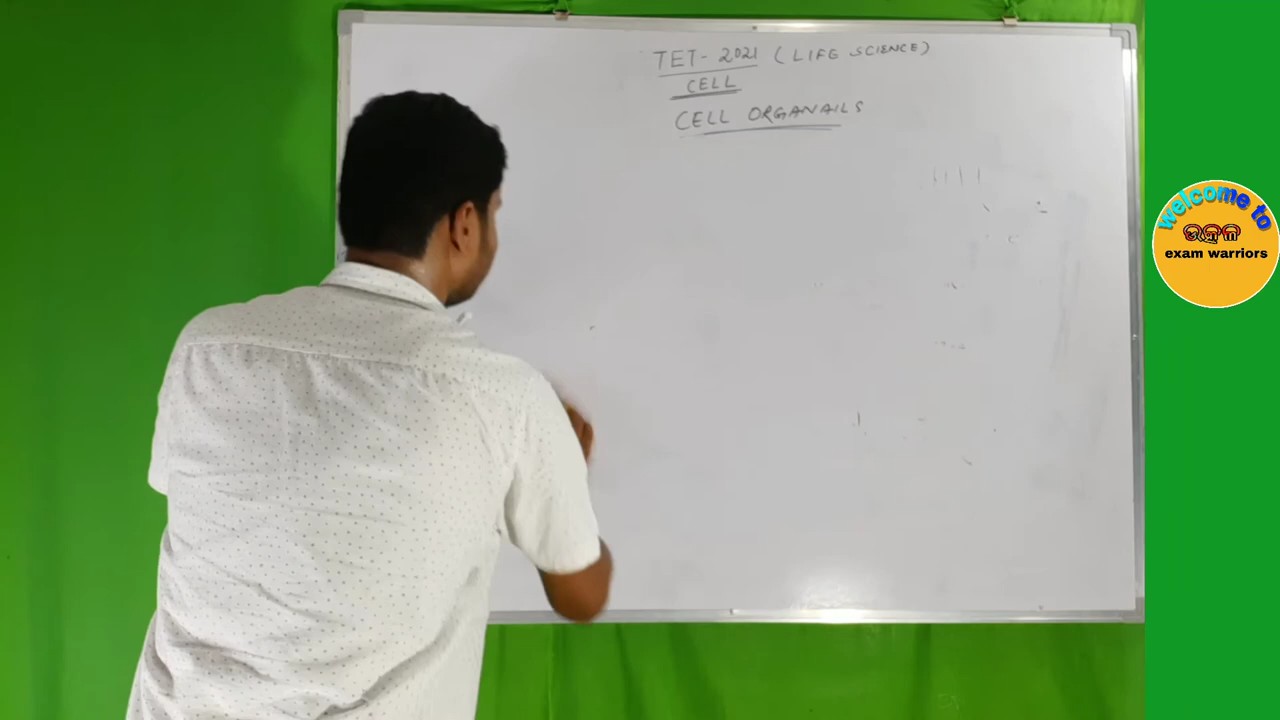 TET- 2021 (LIFE SCIENCE)
CELL
CELL ORGANAILS
welcome to
ଉତ୍କଳ
exam warriors